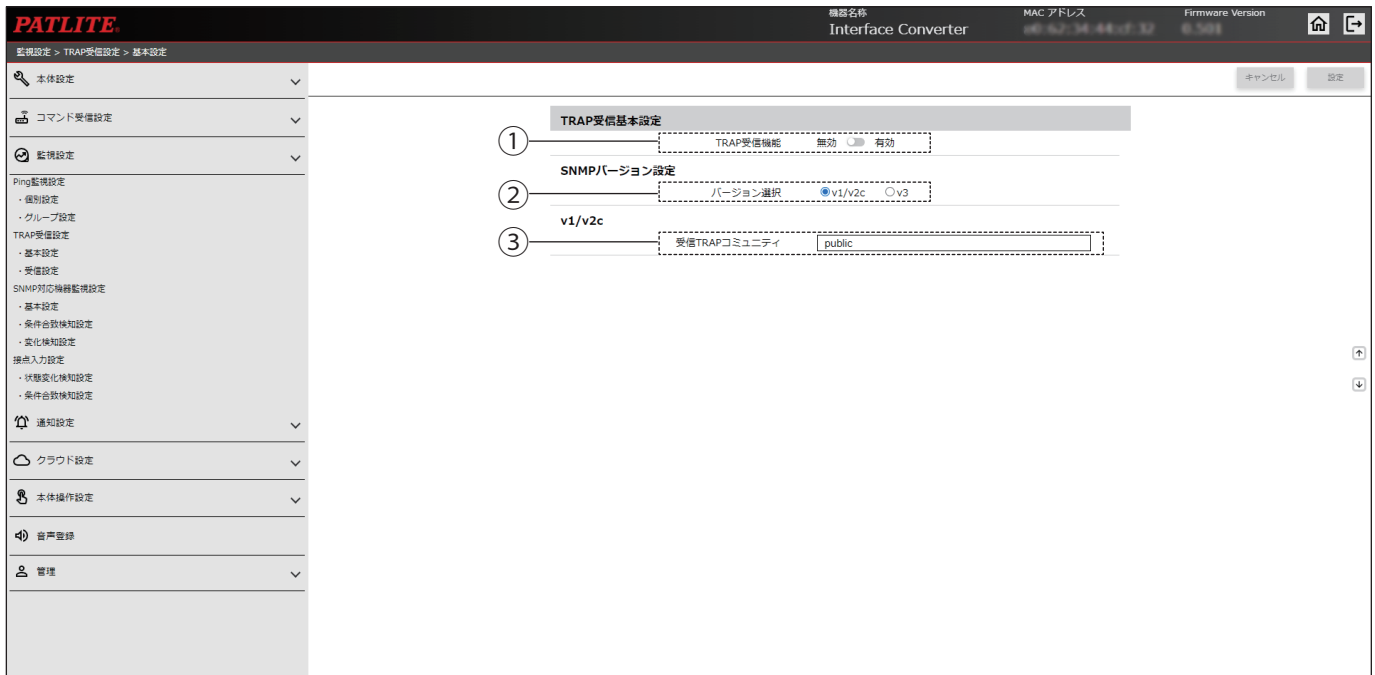 PATLITE®
機器名称
Interface Converter
MAC アドレス
Firmware Version
監視設定 > TRAP受信設定 > 基本設定
キャンセル
設定
本体設定
コマンド受信設定
監視設定
Ping監視設定
・個別設定
・グループ設定
TRAP受信設定
・基本設定
・受信設定
SNMP対応機器監視設定
・基本設定
・条件合致検知設定
・変化検知設定
接点入力設定
・状態変化検知設定
・条件合致検知設定
通知設定
クラウド設定
本体操作設定
音声登録
管理
TRAP受信基本設定
① TRAP受信機能 無効 有効
SNMPバージョン設定
② バージョン選択 v1/v2c v3
v1/v2c
③ 受信TRAPコミュニティ public